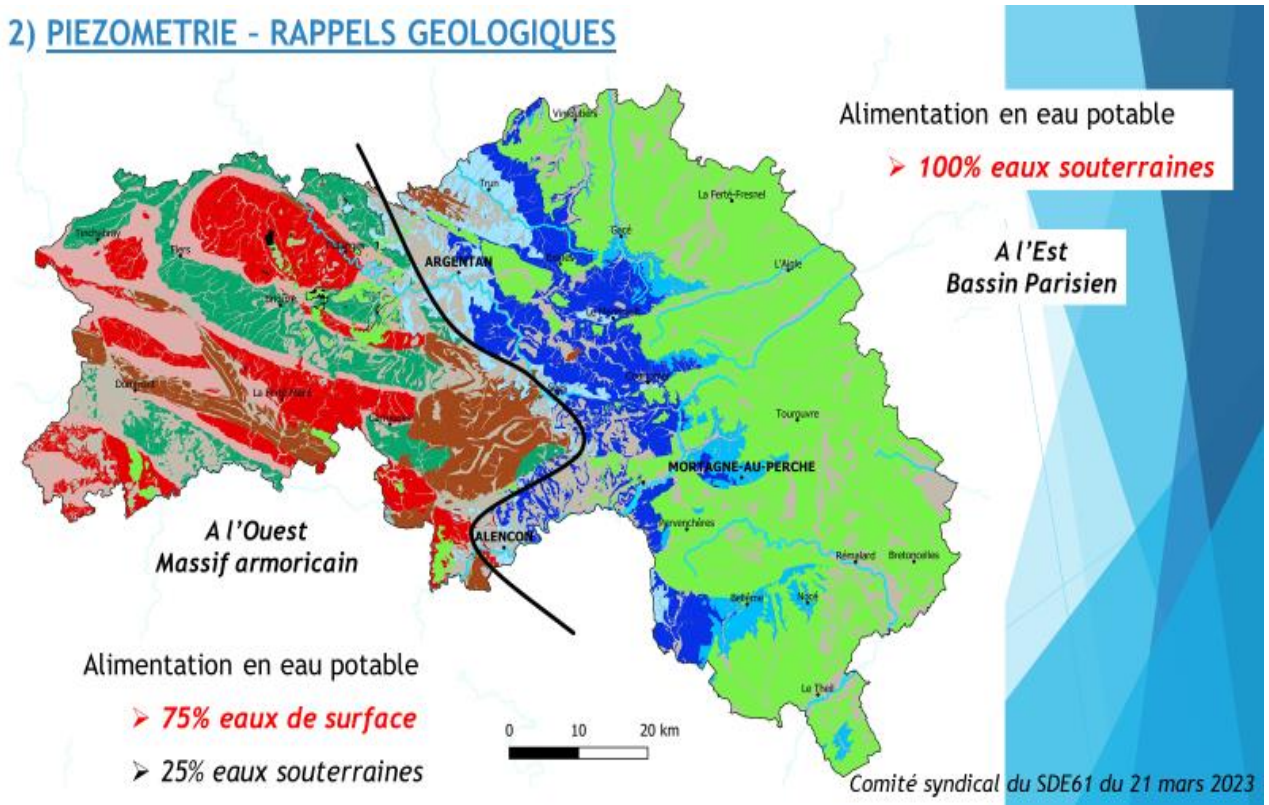 2) PIEZOMETRIE - RAPPELS GEOLOGIQUES
Alimentation en eau potable
➢ 100% eaux souterraines
A l’Est
Bassin Parisien
Vimoutiers
Trun
La Ferté-Fresnel
Gacé
Tinchebray
Flers
ARGENTAN
L'Aigle
Tourouvre
MORTAGNE-AU-PERCHE
Pervenchères
ALENCON
A l’Ouest
Massif armoricain
Rémalard
Bretoncelles
Bellême
Nocé
Le Theil
Alimentation en eau potable
➢ 75% eaux de surface
➢ 25% eaux souterraines
0 10 20 km
Comité syndical du SDE61 du 21 mars 2023